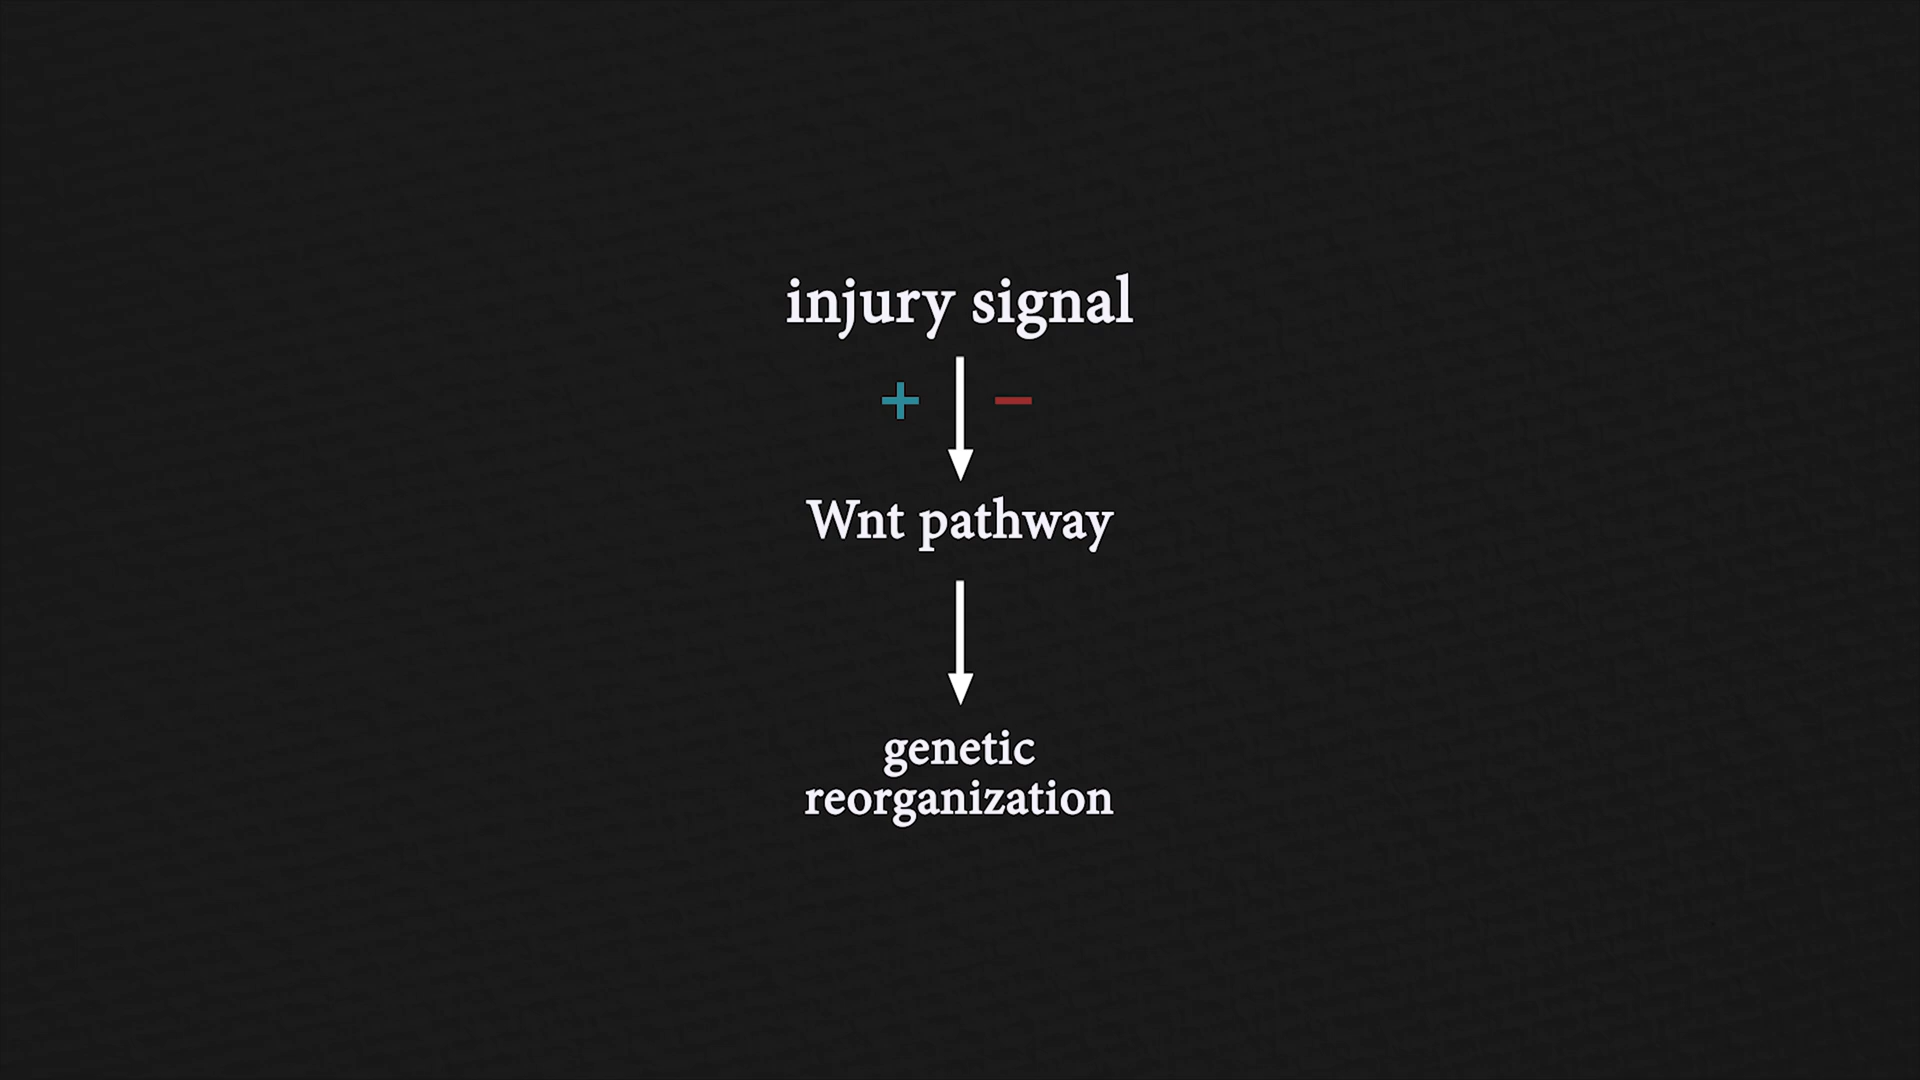 injury signal
+ −
Wnt pathway
genetic
reorganization